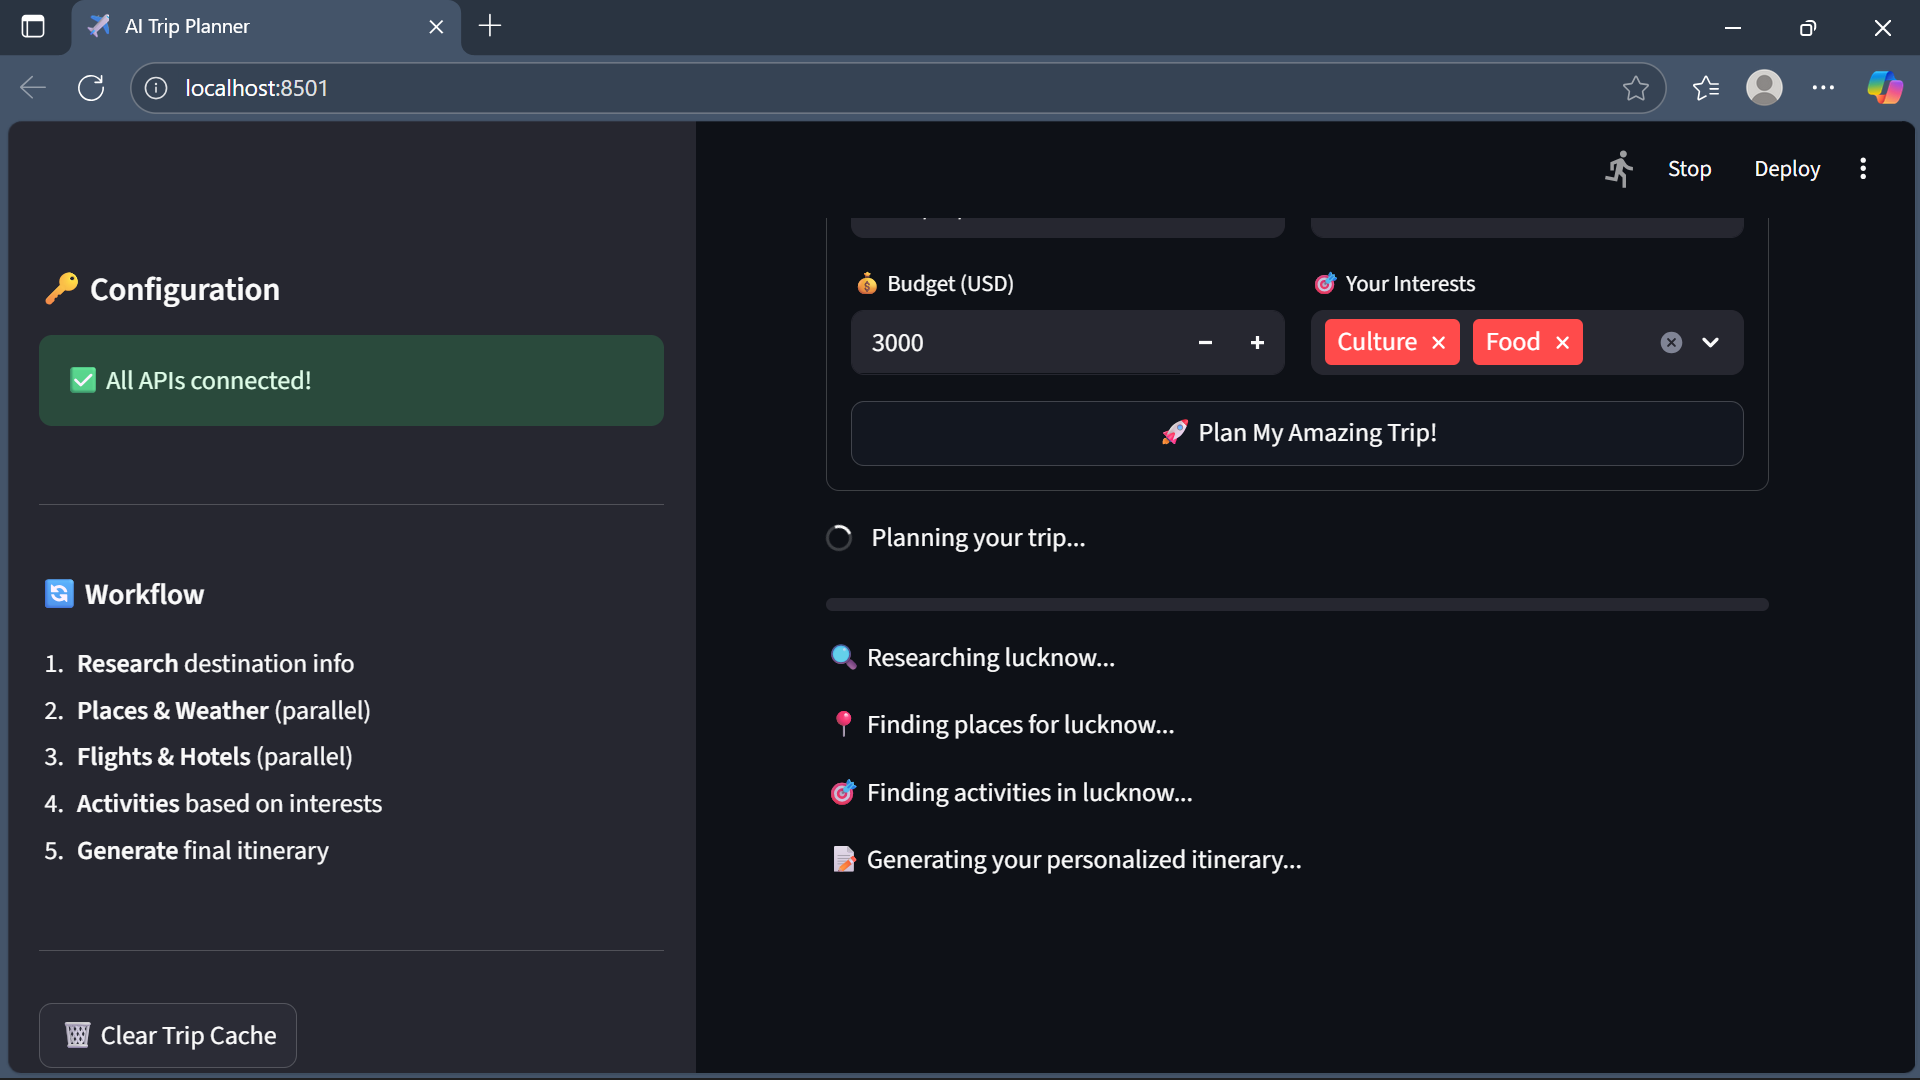 AI Trip Planner
localhost:8501
Stop Deploy
Configuration
All APIs connected!
Workflow
1. Research destination info
2. Places & Weather (parallel)
3. Flights & Hotels (parallel)
4. Activities based on interests
5. Generate final itinerary
Clear Trip Cache
Budget (USD)
3000
Your Interests
Culture Food
Plan My Amazing Trip!
Planning your trip...
Researching lucknow...
Finding places for lucknow...
Finding activities in lucknow...
Generating your personalized itinerary...